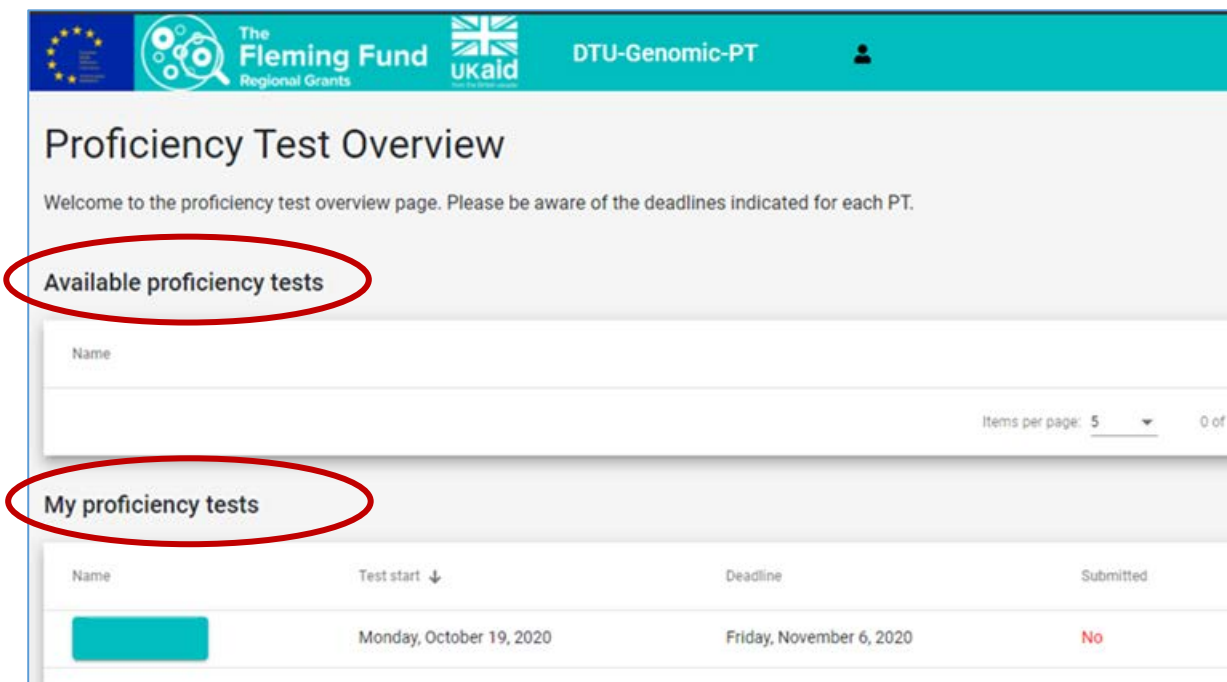 The
Fleming Fund
Regional Grants
UKaid
DTU-Genomic-PT
Proficiency Test Overview
Welcome to the proficiency test overview page. Please be aware of the deadlines indicated for each PT.
Available proficiency tests
Name
Items per page: 5 0 of
My proficiency tests
Name Test start Deadline Submitted
Monday, October 19, 2020 Friday, November 6, 2020 No